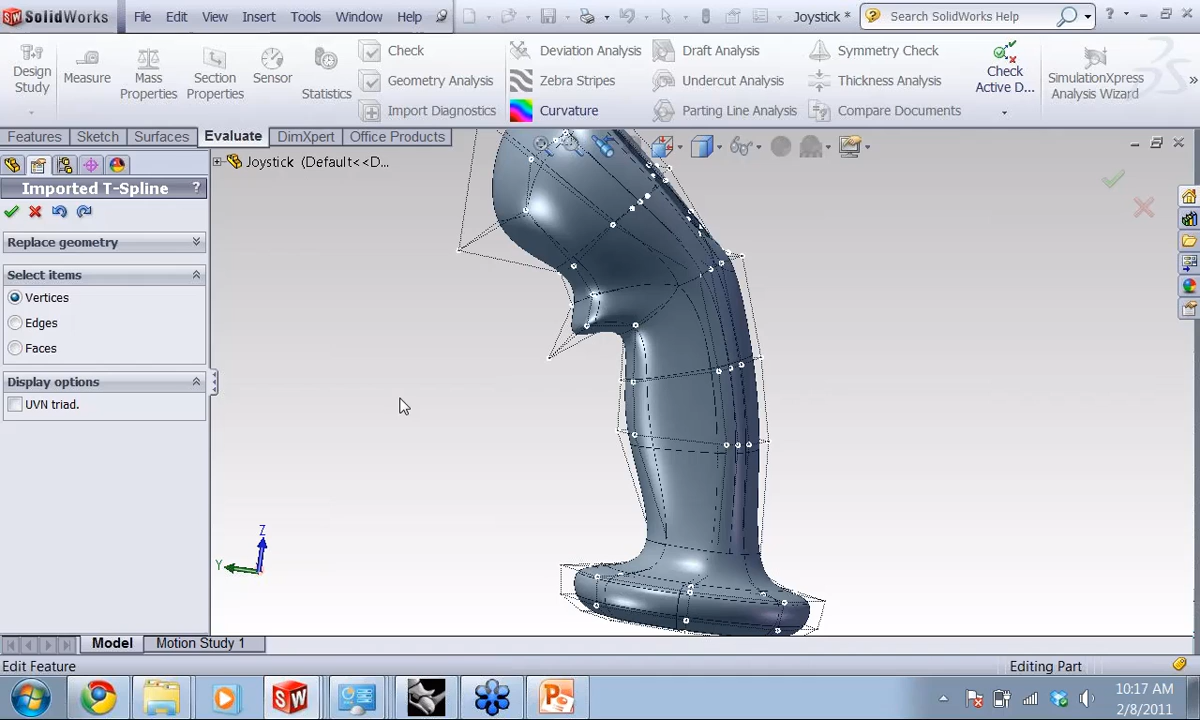 SolidWorks File Edit View Insert Tools Window Help Joystick * Search SolidWorks Help ?
Design Study Measure Mass Properties Section Properties Sensor Statistics Check Deviation Analysis Draft Analysis Symmetry Check Check Active D... SimulationXpress Analysis Wizard »
Geometry Analysis Zebra Stripes Undercut Analysis Thickness Analysis
Import Diagnostics Curvature Parting Line Analysis Compare Documents
Features Sketch Surfaces Evaluate DimXpert Office Products
Joystick (Default<<D...
Imported T-Spline ?
Replace geometry
Select items
Vertices
Edges
Faces
Display options
UVN triad.
Z
Y
Model Motion Study 1
Edit Feature Editing Part
SW
10:17 AM
2/8/2011